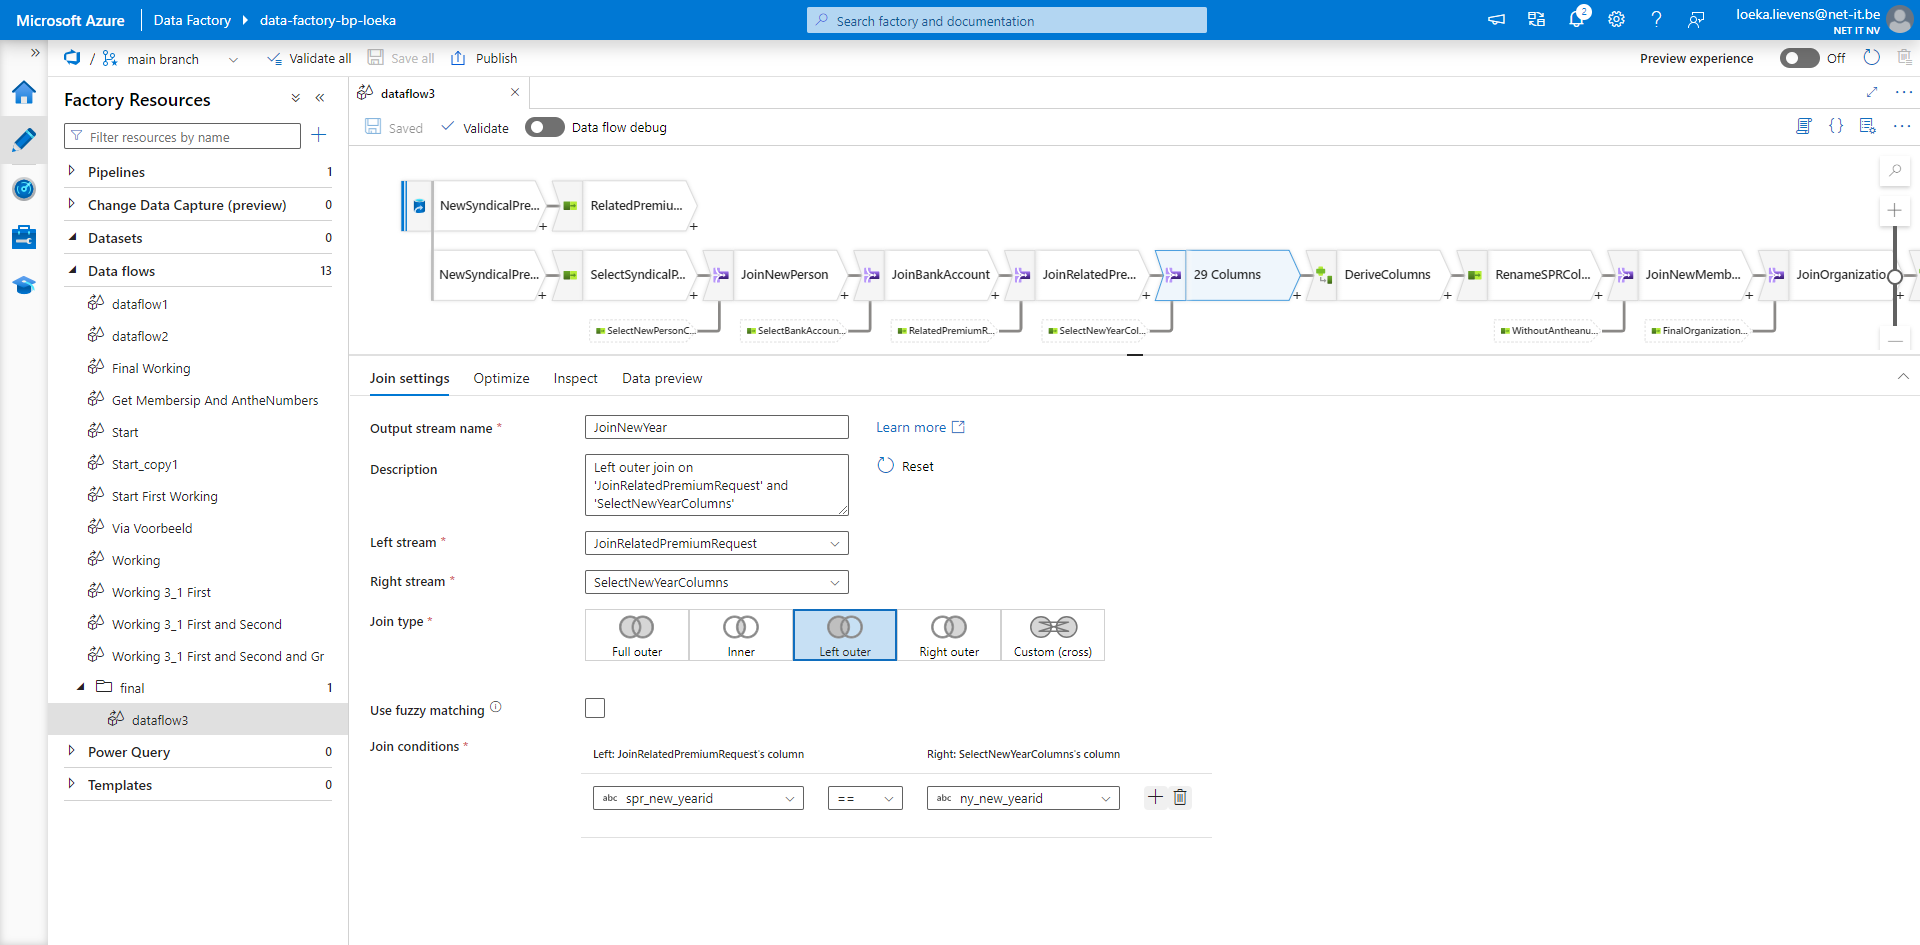 Microsoft Azure
Data Factory
data-factory-bp-loeka
Search factory and documentation
2
loeka.lievens@net-it.be
NET IT NV
/ main branch
Validate all
Save all
Publish
Preview experience
Off
Factory Resources
Filter resources by name
Pipelines 1
Change Data Capture (preview) 0
Datasets 0
Data flows 13
dataflow1
dataflow2
Final Working
Get Membersip And AntheNumbers
Start
Start_copy1
Start First Working
Via Voorbeeld
Working
Working 3_1 First
Working 3_1 First and Second
Working 3_1 First and Second and Gr
final 1
dataflow3
Power Query 0
Templates 0
dataflow3
Saved
Validate
Data flow debug
NewSyndicalPre...
RelatedPremiu...
NewSyndicalPre...
SelectSyndicalP...
JoinNewPerson
JoinBankAccount
JoinRelatedPre...
29 Columns
DeriveColumns
RenameSPRCol...
JoinNewMemb...
JoinOrganizatio
SelectNewPersonC...
SelectBankAccoun...
RelatedPremiumR...
SelectNewYearCol...
WithoutAntheanu...
FinalOrganization...
Join settings
Optimize
Inspect
Data preview
Output stream name *
JoinNewYear
Learn more
Description
Left outer join on
'JoinRelatedPremiumRequest' and
'SelectNewYearColumns'
Reset
Left stream *
JoinRelatedPremiumRequest
Right stream *
SelectNewYearColumns
Join type *
Full outer
Inner
Left outer
Right outer
Custom (cross)
Use fuzzy matching
Join conditions *
Left: JoinRelatedPremiumRequest's column
Right: SelectNewYearColumns's column
abc spr_new_yearid
==
abc ny_new_yearid